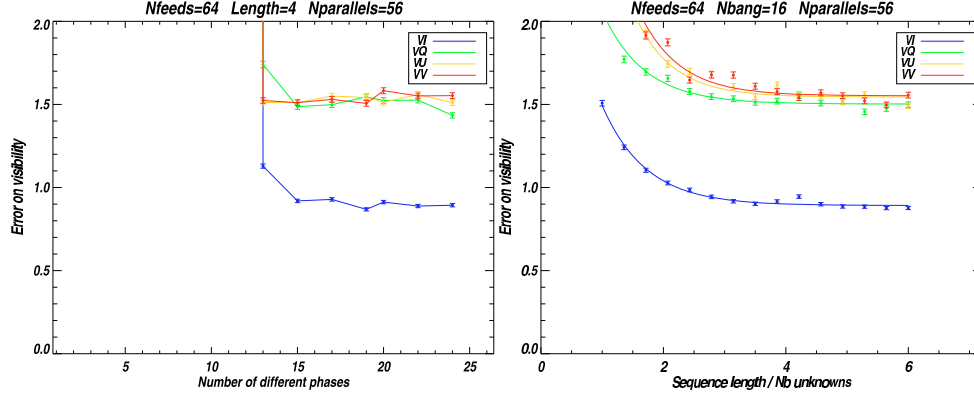 Nfeeds=64 Length=4 Nparallels=56
2.0
1.5
1.0
0.5
0.0
Error on visibility
5 10 15 20 25
Number of different phases
VI
VQ
VU
VV
Nfeeds=64 Nbang=16 Nparallels=56
2.0
1.5
1.0
0.5
0.0
Error on visibility
0 2 4 6
Sequence length / Nb unknowns
VI
VQ
VU
VV